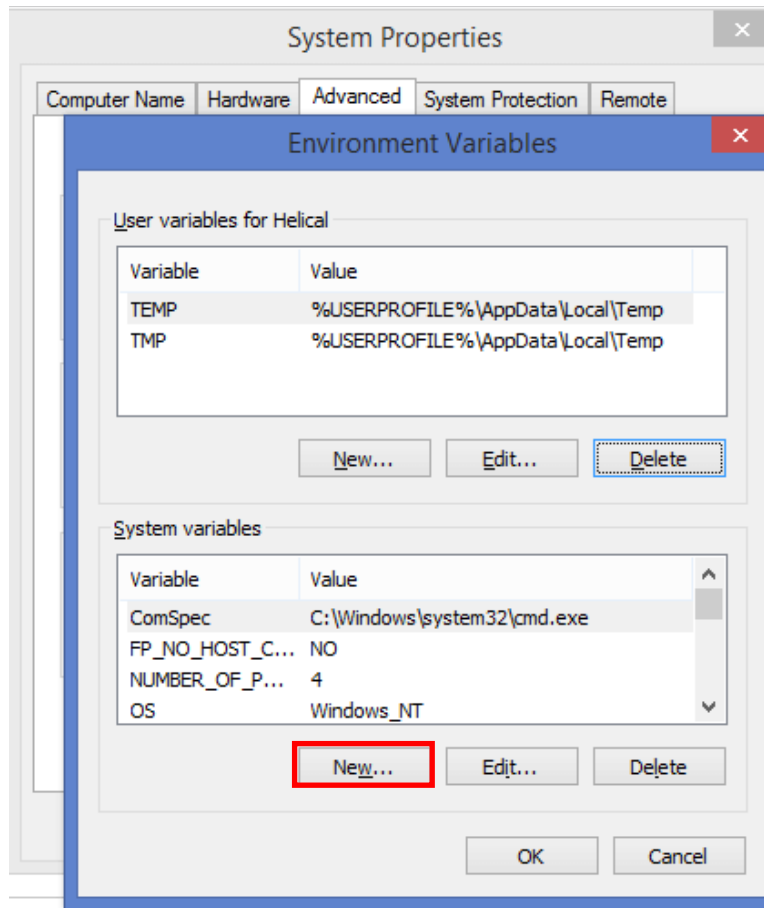 System Properties
Computer Name Hardware Advanced System Protection Remote
Environment Variables
User variables for Helical
Variable Value
TEMP %USERPROFILE%\AppData\Local\Temp
TMP %USERPROFILE%\AppData\Local\Temp
New... Edit... Delete
System variables
Variable Value
ComSpec C:\Windows\system32\cmd.exe
FP_NO_HOST_C... NO
NUMBER_OF_P... 4
OS Windows_NT
New... Edit... Delete
OK Cancel